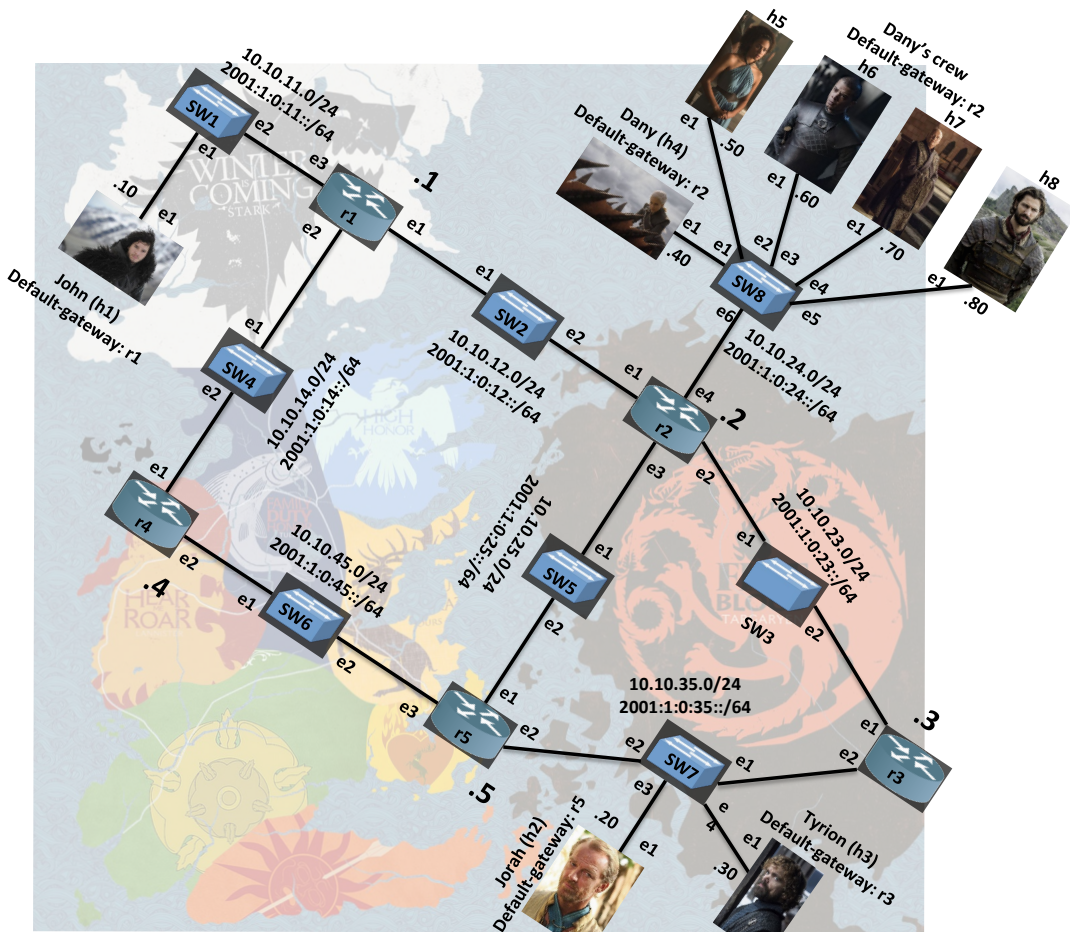 h5
Dany's crew
Default-gateway: r2
h6
h7
h8
10.10.11.0/24
2001:1:0:11::/64
SW1
e2
e1
e3
.10
e1
WINTER
IS
COMING
STARK
.1
r1
e2
e1
John (h1)
Default-gateway: r1
Dany (h4)
Default-gateway: r2
e1
.50
e1
.60
e1
.70
e1
.80
e1
.40
e1
e2
e3
e4
e5
SW8
e6
10.10.24.0/24
2001:1:0:24::/64
e1
SW2
e2
10.10.12.0/24
2001:1:0:12::/64
e1
SW4
e2
10.10.14.0/24
2001:1:0:14::/64
e1
e4
.2
r2
e3
e2
HIGH
HONOR
e1
r4
e2
.4
10.10.45.0/24
2001:1:0:45::/64
e1
SW6
e2
HEAR
ROAR
10.10.25.0/24
2001:1:0:25::/64
e1
SW5
e2
10.10.23.0/24
2001:1:0:23::/64
e1
SW3
e2
10.10.35.0/24
2001:1:0:35::/64
e1
e3
r5
e2
.5
e2
SW7
e1
e3
e
4
.3
e1
e2
r3
Jorah (h2)
Default-gateway: r5
.20
e1
Tyrion (h3)
Default-gateway: r3
e1
.30